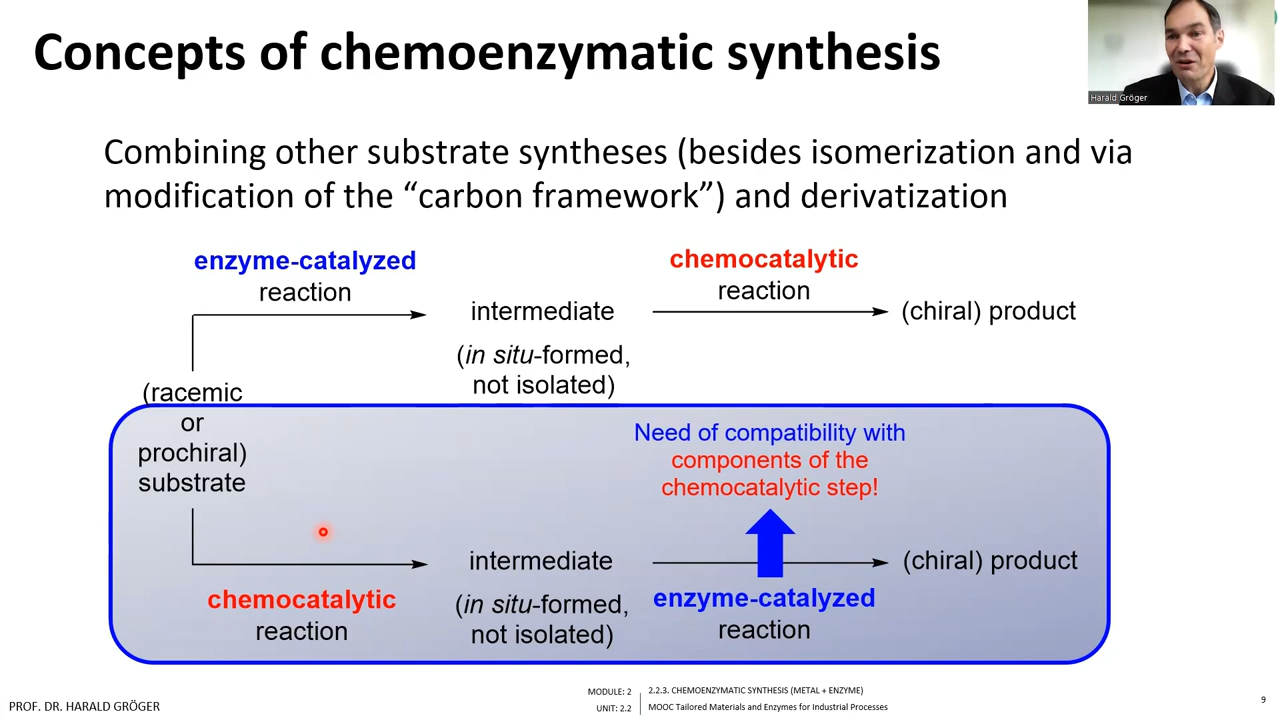 Concepts of chemoenzymatic synthesis
Harald Gröger
Combining other substrate syntheses (besides isomerization and via
modification of the “carbon framework”) and derivatization
enzyme-catalyzed
reaction
chemocatalytic
reaction
intermediate
(in situ-formed,
not isolated)
(chiral) product
(racemic
or
prochiral)
substrate
Need of compatibility with
components of the
chemocatalytic step!
chemocatalytic
reaction
intermediate
(in situ-formed,
not isolated)
enzyme-catalyzed
reaction
(chiral) product
PROF. DR. HARALD GRÖGER
MODULE: 2
UNIT: 2.2
2.2.3. CHEMOENZYMATIC SYNTHESIS (METAL + ENZYME)
MOOC Tailored Materials and Enzymes for Industrial Processes
9